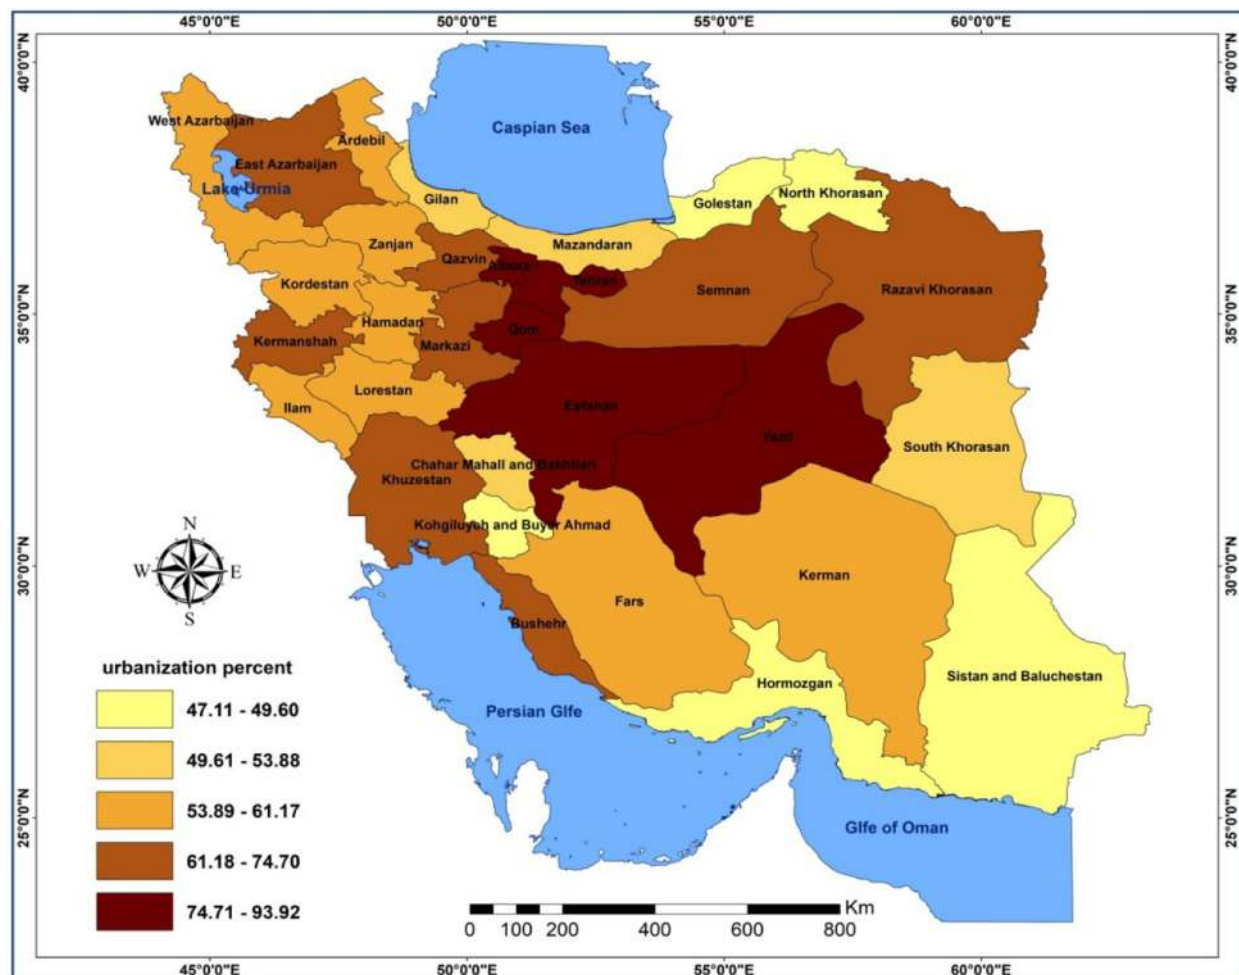 45°0'0"E 50°0'0"E 55°0'0"E 60°0'0"E
40°0'0"N
40°0'0"N
Caspian Sea
West Azarbaijan
Ardebil
East Azarbaijan
Lake Urmia
Gilan
Golestan
North Khorasan
Zanjan
Mazandaran
Qazvin
Tehran
Kordestan
Semnan
Razavi Khorasan
35°0'0"N
35°0'0"N
Hamadan
Qom
Kermanshah
Markazi
Lorestan
Ilam
Esfahan
Yazd
South Khorasan
Chahar Mahall and Bakhtiari
Khuzestan
Kohgiluyeh and Buyer Ahmad
N
W E
S
30°0'0"N
30°0'0"N
Kerman
Fars
Bushehr
urbanization percent
Hormozgan
Sistan and Baluchestan
47.11 - 49.60
Persian Glfe
49.61 - 53.88
53.89 - 61.17
25°0'0"N
25°0'0"N
Glfe of Oman
61.18 - 74.70
74.71 - 93.92
Km
0 100 200 400 600 800
45°0'0"E 50°0'0"E 55°0'0"E 60°0'0"E